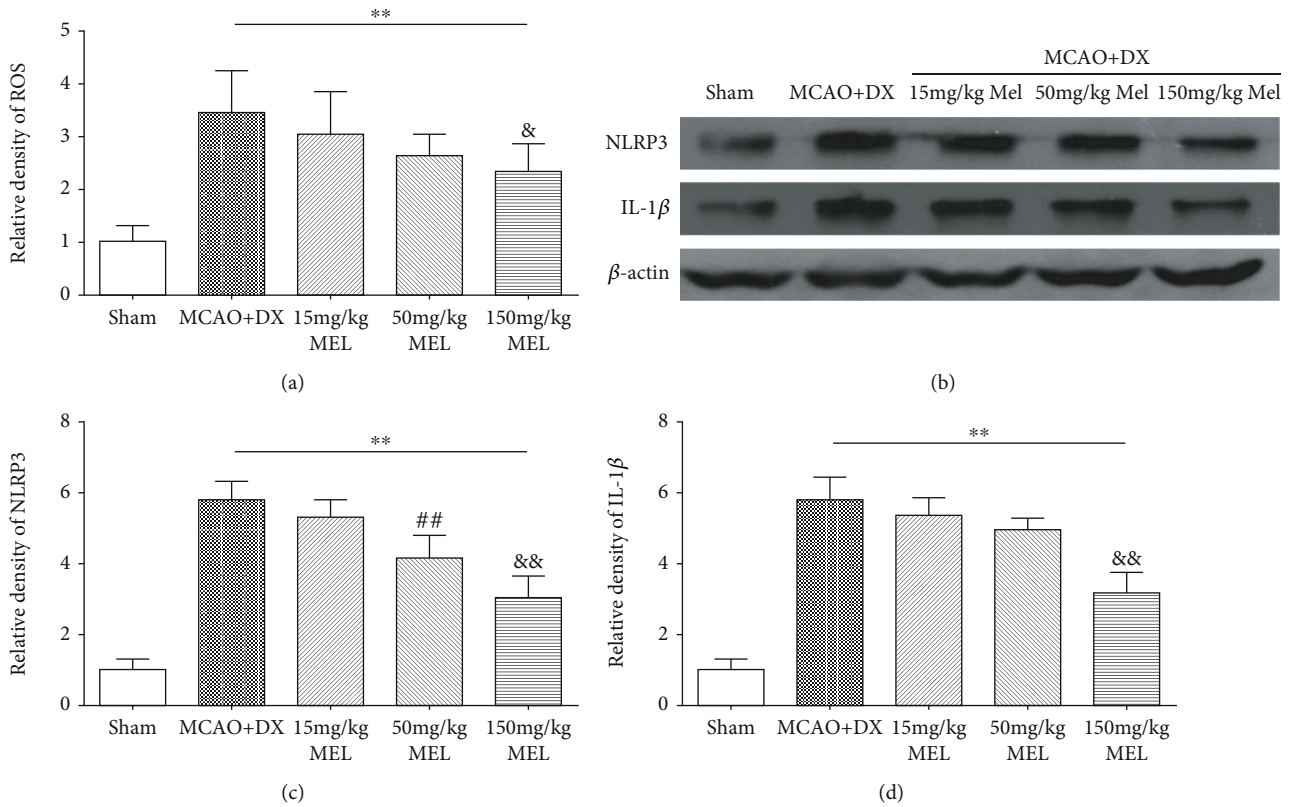 **
5
4
3
2
1
0
Relative density of ROS
&
Sham MCAO+DX 15mg/kg MEL 50mg/kg MEL 150mg/kg MEL
(a)
MCAO+DX
Sham MCAO+DX 15mg/kg Mel 50mg/kg Mel 150mg/kg Mel
NLRP3
IL-1β
β-actin
(b)
**
8
6
4
2
0
Relative density of NLRP3
##
&&
Sham MCAO+DX 15mg/kg MEL 50mg/kg MEL 150mg/kg MEL
(c)
**
8
6
4
2
0
Relative density of IL-1β
&&
Sham MCAO+DX 15mg/kg MEL 50mg/kg MEL 150mg/kg MEL
(d)